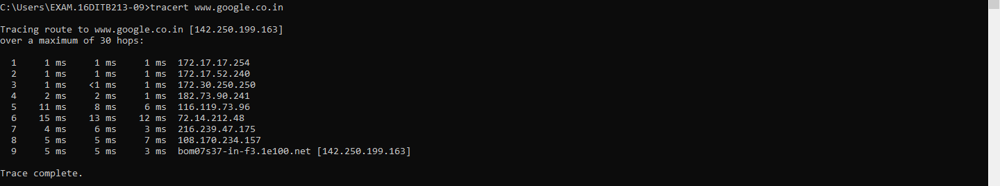 C:\Users\EXAM.16DITB213-09>tracert www.google.co.in
Tracing route to www.google.co.in [142.250.199.163]
over a maximum of 30 hops:
1 1 ms 1 ms 1 ms 172.17.17.254
2 1 ms 1 ms 1 ms 172.17.52.240
3 1 ms <1 ms 1 ms 172.30.250.250
4 2 ms 2 ms 1 ms 182.73.90.241
5 11 ms 8 ms 6 ms 116.119.73.96
6 15 ms 13 ms 12 ms 72.14.212.48
7 4 ms 6 ms 3 ms 216.239.47.175
8 5 ms 5 ms 7 ms 108.170.234.157
9 5 ms 5 ms 3 ms bom07s37-in-f3.1e100.net [142.250.199.163]
Trace complete.